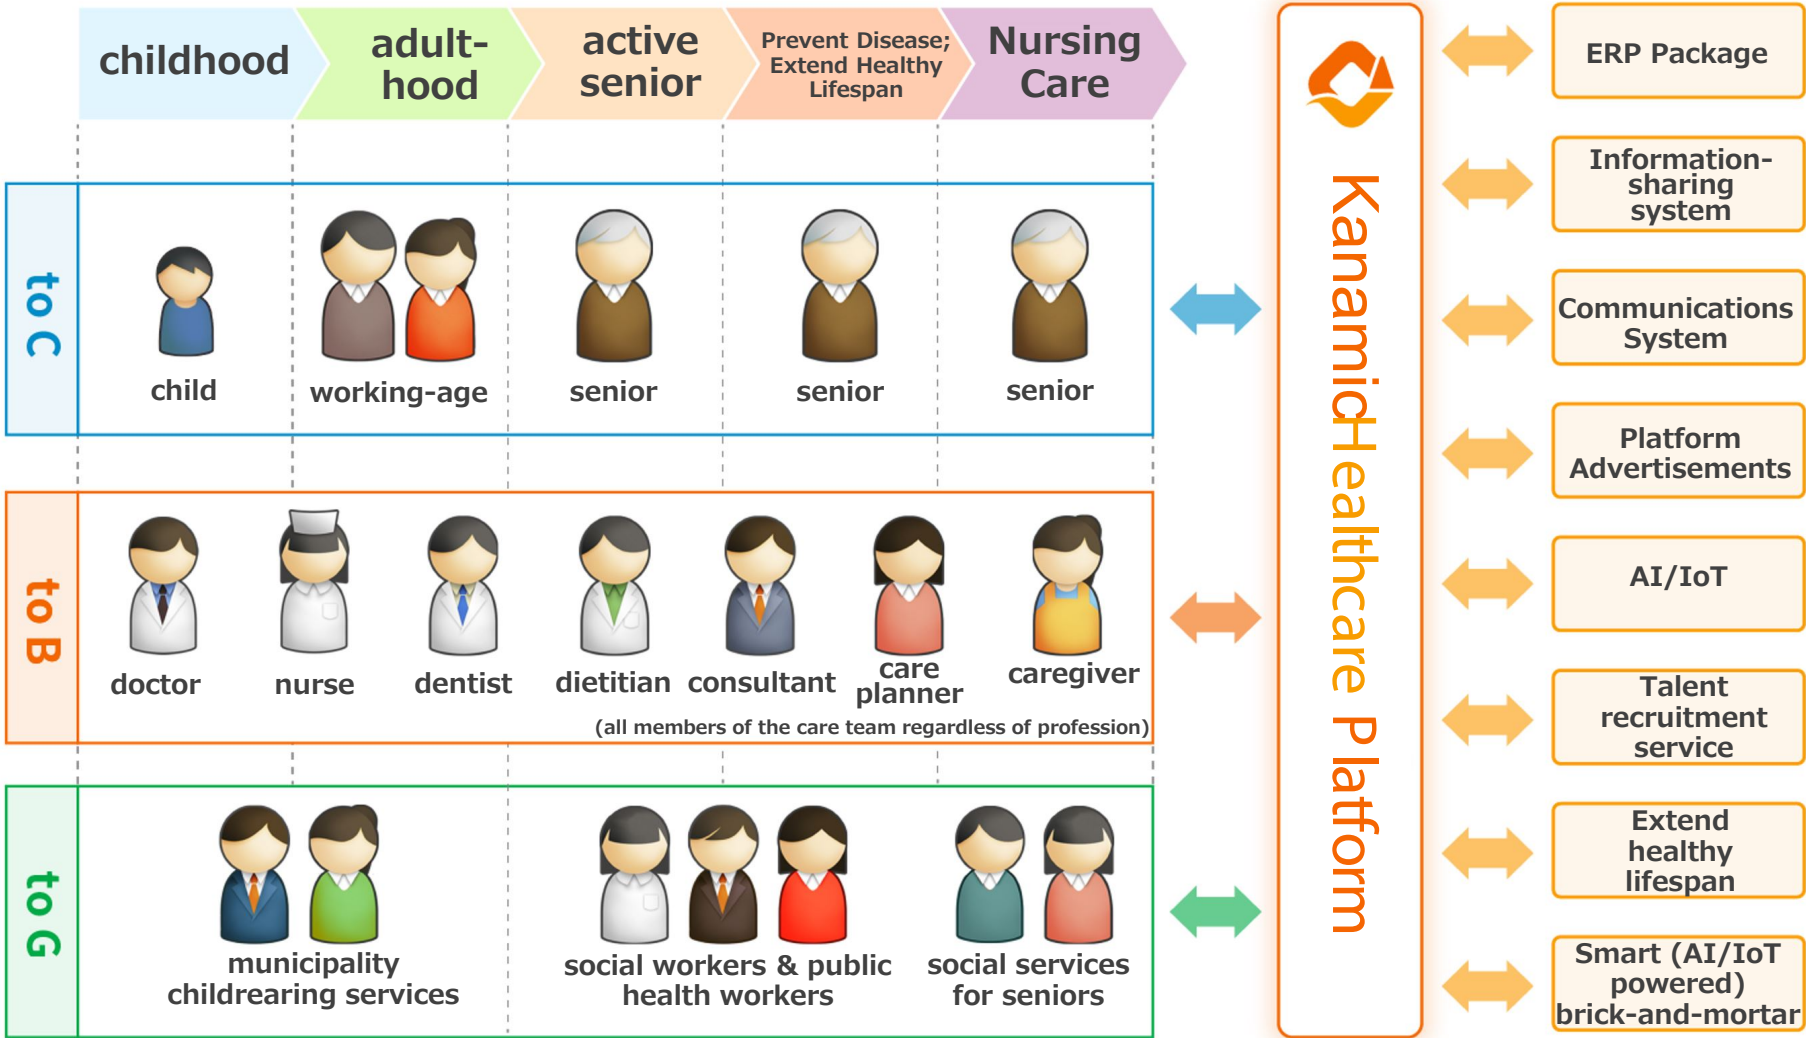 childhood
adult-
hood
active
senior
Prevent Disease;
Extend Healthy
Lifespan
Nursing
Care
to C
child
working-age
senior
senior
senior
to B
doctor
nurse
dentist
dietitian
consultant
care
planner
caregiver
(all members of the care team regardless of profession)
to G
municipality
childrearing services
social workers & public
health workers
social services
for seniors
KanamicHealthcare Platform
ERP Package
Information-
sharing
system
Communications
System
Platform
Advertisements
AI/IoT
Talent
recruitment
service
Extend
healthy
lifespan
Smart (AI/IoT
powered)
brick-and-mortar